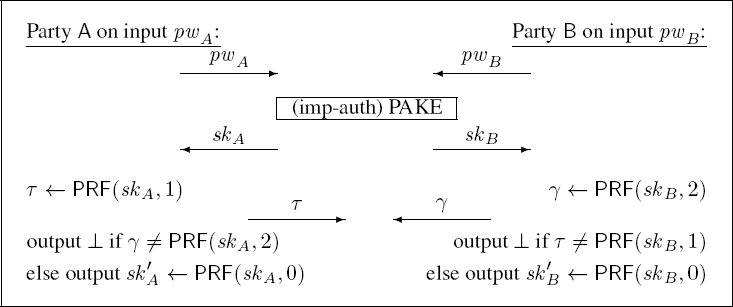 Party A on input pw_A: Party B on input pw_B:
pw_A pw_B
(imp-auth) PAKE
sk_A sk_B
τ ← PRF(sk_A, 1) γ ← PRF(sk_B, 2)
τ γ
output ⊥ if γ ≠ PRF(sk_A, 2) output ⊥ if τ ≠ PRF(sk_B, 1)
else output sk′_A ← PRF(sk_A, 0) else output sk′_B ← PRF(sk_B, 0)